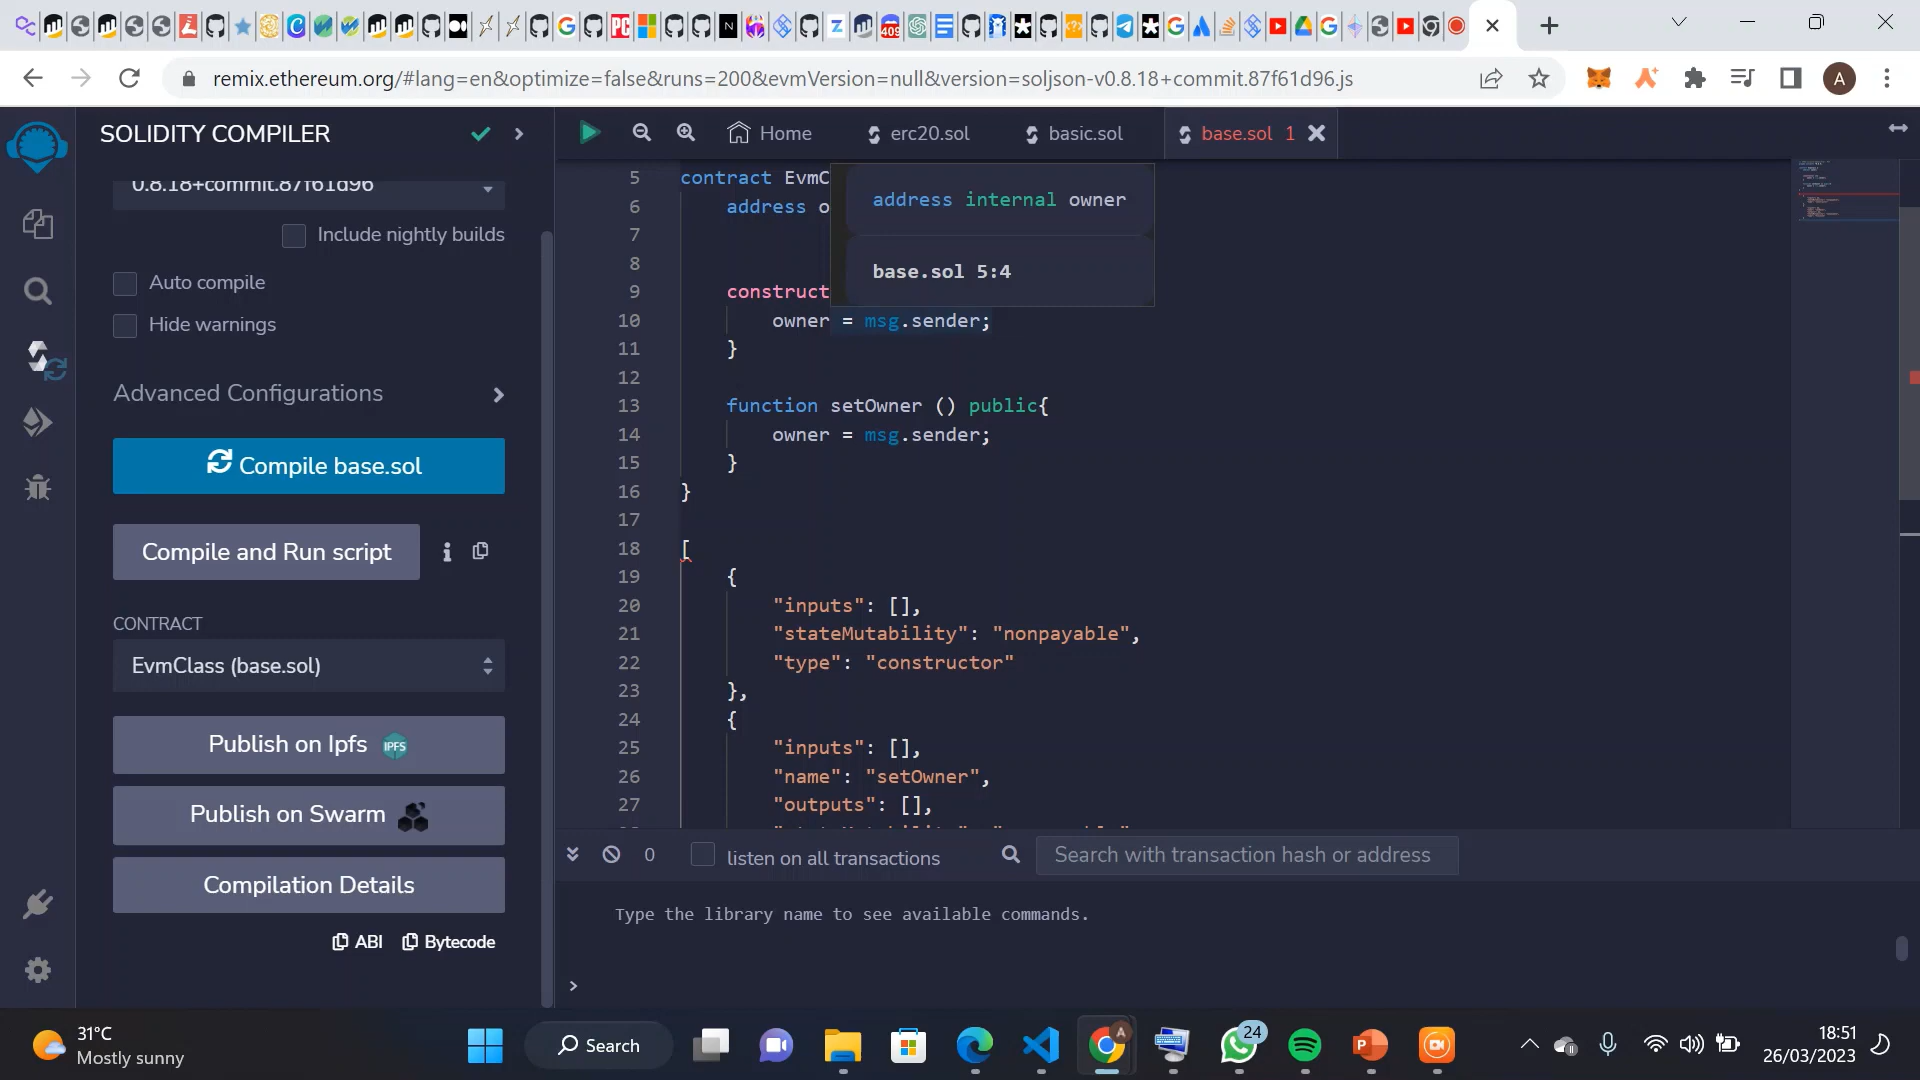 remix.ethereum.org/#lang=en&optimize=false&runs=200&evmVersion=null&version=soljson-v0.8.18+commit.87f61d96.js
A
SOLIDITY COMPILER
0.8.18+commit.87f61d96
Include nightly builds
Auto compile
Hide warnings
Advanced Configurations
Compile base.sol
Compile and Run script
CONTRACT
EvmClass (base.sol)
Publish on Ipfs IPFS
Publish on Swarm
Compilation Details
ABI Bytecode
Home erc20.sol basic.sol base.sol 1
5 contract EvmC
6 address o
7
8
9 construct
10 owner = msg.sender;
11 }
12
13 function setOwner () public{
14 owner = msg.sender;
15 }
16 }
17
18 [
19 {
20 "inputs": [],
21 "stateMutability": "nonpayable",
22 "type": "constructor"
23 },
24 {
25 "inputs": [],
26 "name": "setOwner",
27 "outputs": [],
address internal owner
base.sol 5:4
0 listen on all transactions Search with transaction hash or address
Type the library name to see available commands.
>
31°C
Mostly sunny
Search
24
18:51
26/03/2023